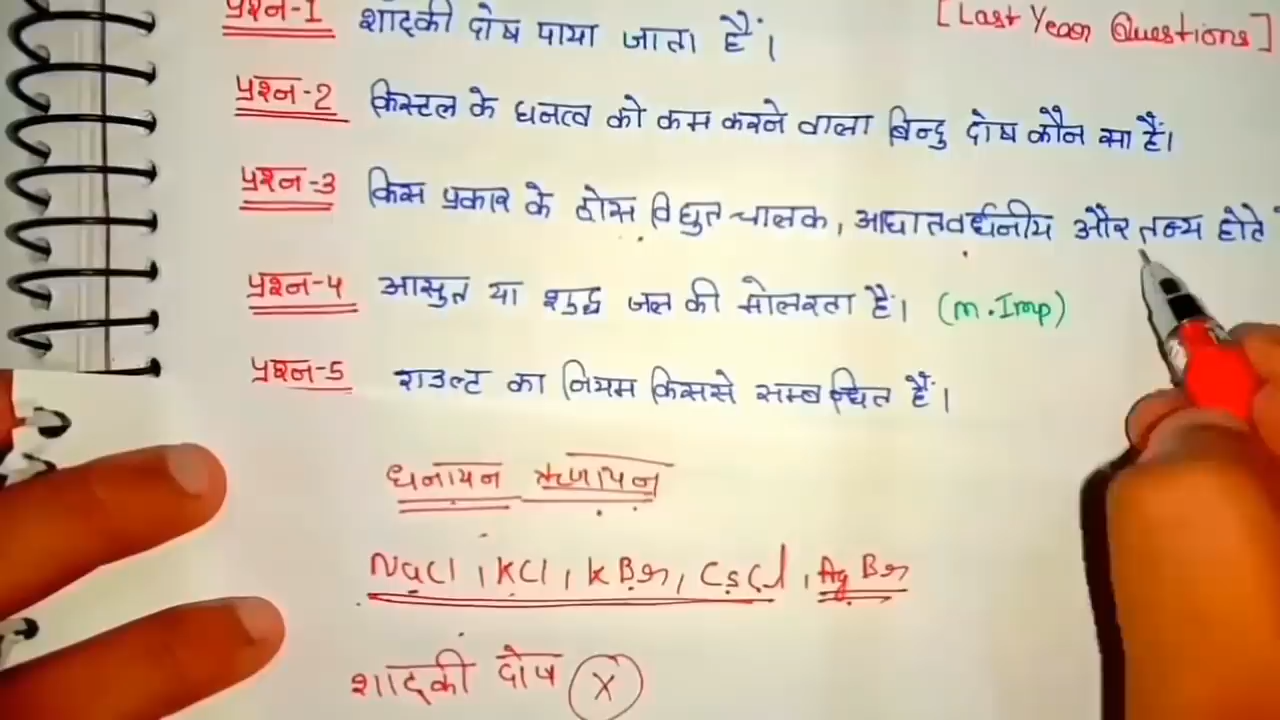 प्रश्न-1 शाट्की दोष पाया जाता है।
[Last Year Questions]
प्रश्न-2 क्रिस्टल के घनत्व को कम करने वाला बिन्दु दोष कौन सा है।
प्रश्न-3 किस प्रकार के ठोस विधुत चालक, आघातवर्धनीय और तन्य होते
प्रश्न-4 आसुत या शुद्ध जल की मोलरता है। (m.Imp)
प्रश्न-5 राउल्ट का नियम किससे सम्बन्धित हैं।
धनायन ऋणायन
NaCl, KCl, KBr, CsCl, AgBr
शाट्की दोष X